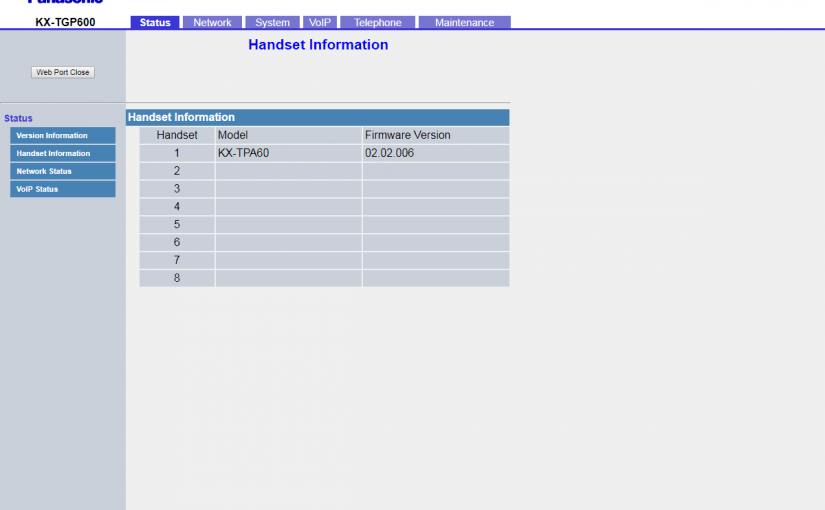 Panasonic
KX-TGP600
Status Network System VoIP Telephone Maintenance
Handset Information
Web Port Close
Status
Version Information
Handset Information
Network Status
VoIP Status
Handset Information
Handset Model Firmware Version
1 KX-TPA60 02.02.006
2
3
4
5
6
7
8